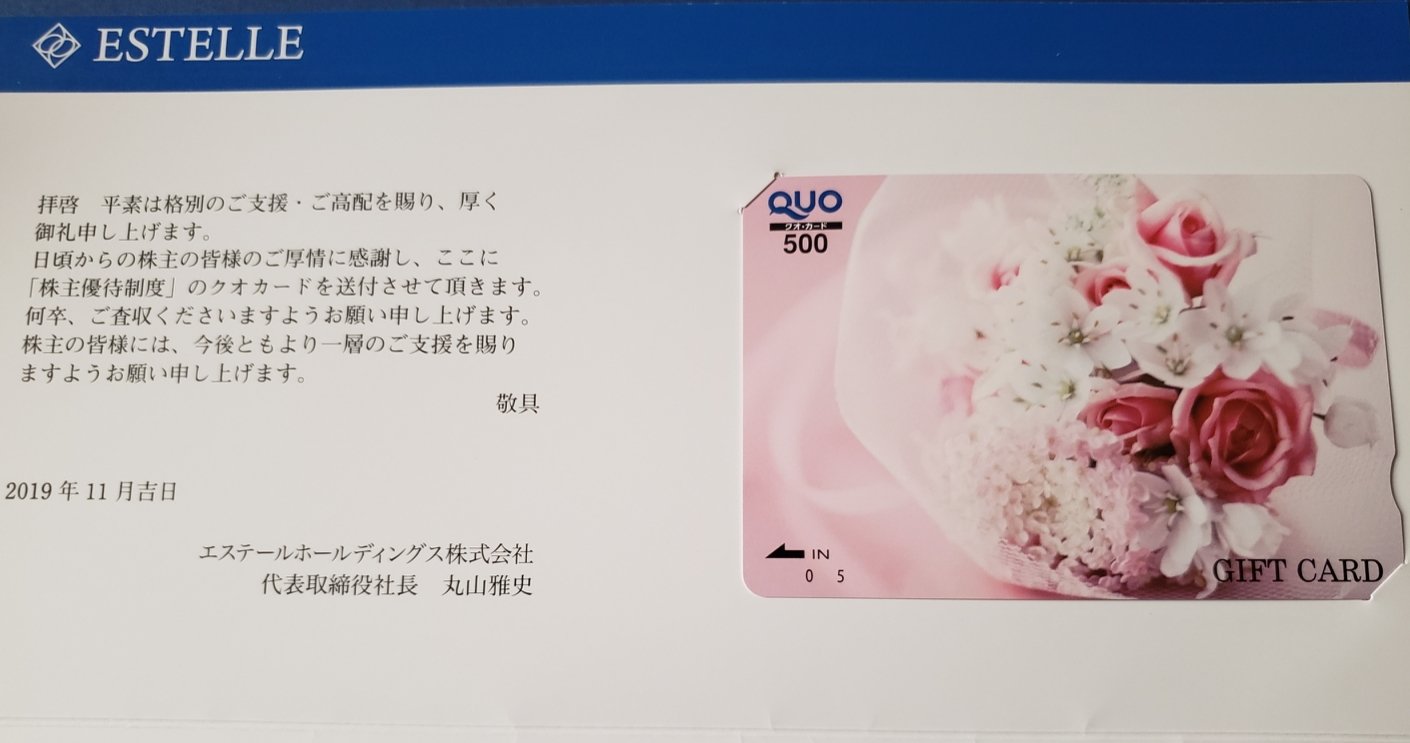 ESTELLE
拝啓　平素は格別のご支援・ご高配を賜り、厚く
御礼申し上げます。
日頃からの株主の皆様のご厚情に感謝し、ここに
「株主優待制度」のクオカードを送付させて頂きます。
何卒、ご査収くださいますようお願い申し上げます。
株主の皆様には、今後ともより一層のご支援を賜り
ますようお願い申し上げます。
敬具
2019年11月吉日
エステールホールディングス株式会社
代表取締役社長　丸山雅史
QUO
クオ・カード
500
IN
0 5
GIFT CARD